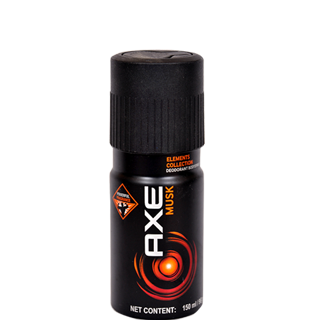 ELEMENTS
COLLECTION
DEODORANT
AXE
MUSK
NET CONTENT: 150 ml